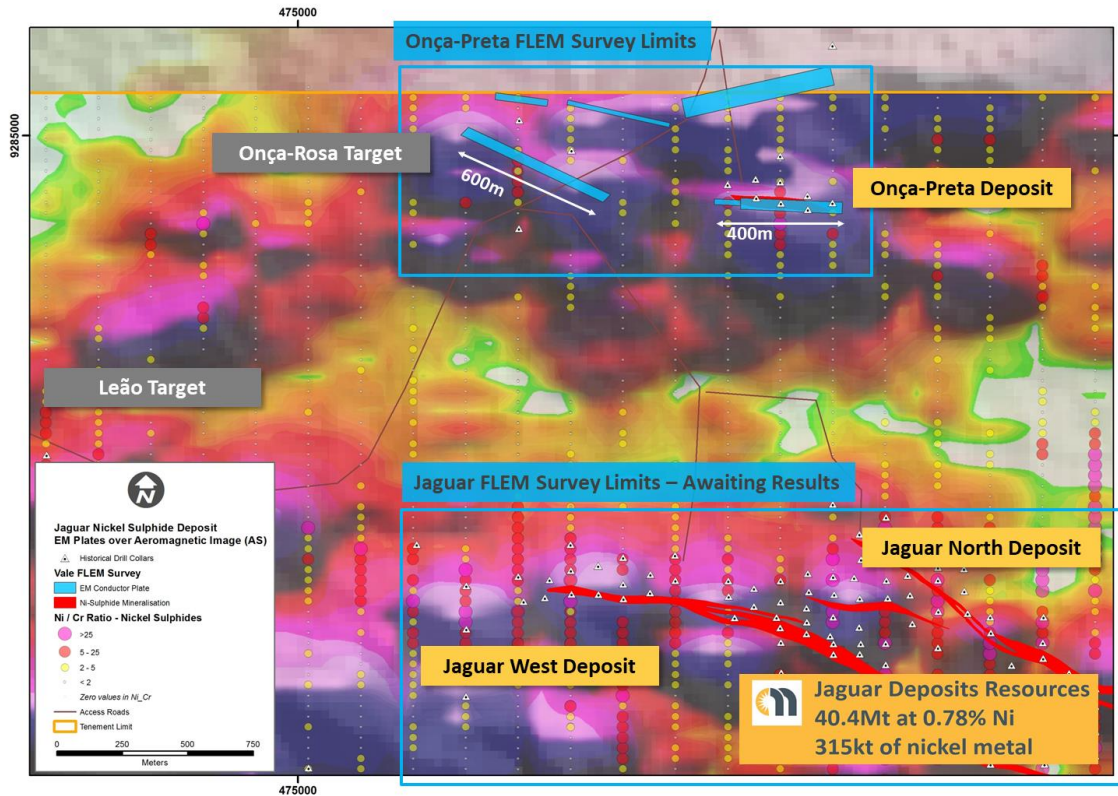 475000
Onça-Preta FLEM Survey Limits
9285000
Onça-Rosa Target
600m
Onça-Preta Deposit
400m
Leão Target
Jaguar FLEM Survey Limits – Awaiting Results
Jaguar North Deposit
Jaguar West Deposit
Jaguar Deposits Resources
40.4Mt at 0.78% Ni
315kt of nickel metal
N
Jaguar Nickel Sulphide Deposit
EM Plates over Aeromagnetic Image (AS)
Historical Drill Collars
Vale FLEM Survey
EM Conductor Plate
Ni-Sulphide Mineralisation
Ni / Cr Ratio - Nickel Sulphides
>25
5 - 25
2 - 5
< 2
Zero values in Ni_Cr
Access Roads
Tenement Limit
0 250 500 750
Meters
475000